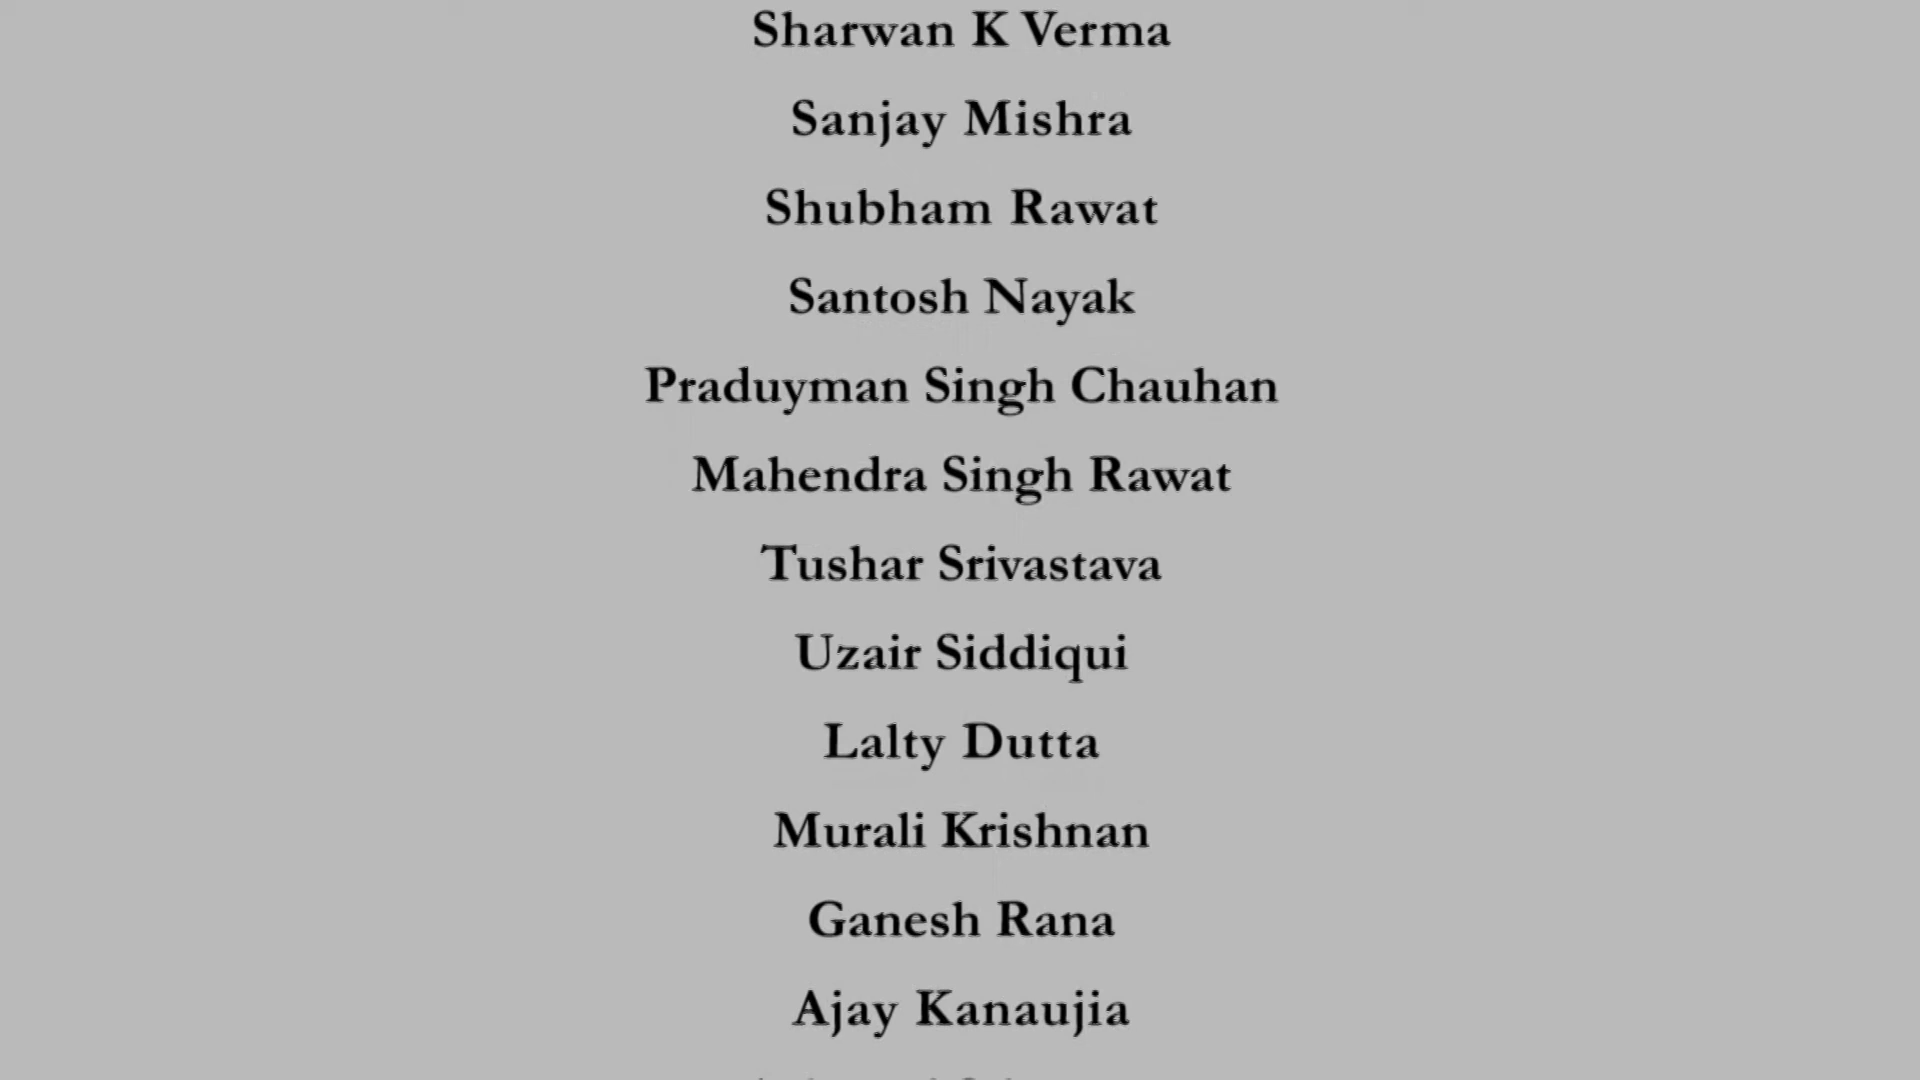 Sharwan K Verma
Sanjay Mishra
Shubham Rawat
Santosh Nayak
Praduyman Singh Chauhan
Mahendra Singh Rawat
Tushar Srivastava
Uzair Siddiqui
Lalty Dutta
Murali Krishnan
Ganesh Rana
Ajay Kanaujia